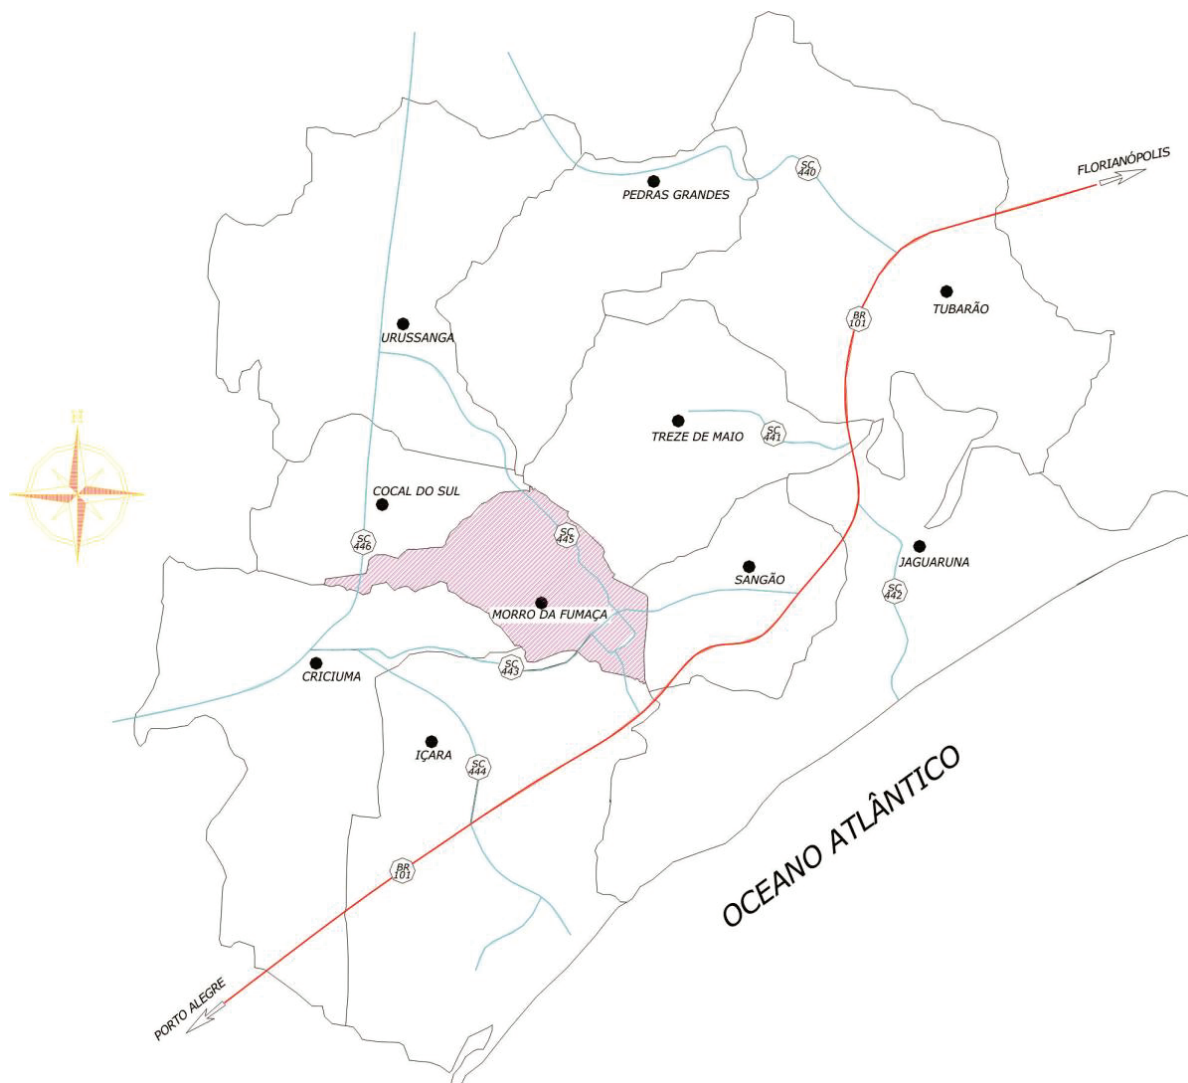 FLORIANÓPOLIS
SC
440
PEDRAS GRANDES
TUBARÃO
BR
101
URUSSANGA
N
TREZE DE MAIO
SC
441
COCAL DO SUL
SC
446
SC
445
JAGUARUNA
SANGÃO
SC
442
MORRO DA FUMAÇA
CRICIUMA
SC
443
IÇARA
SC
444
OCEANO ATLÂNTICO
BR
101
PORTO ALEGRE